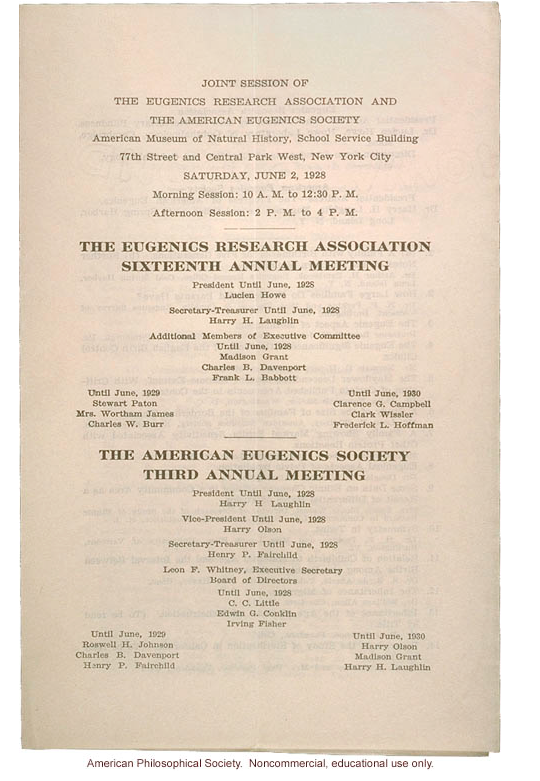 JOINT SESSION OF
THE EUGENICS RESEARCH ASSOCIATION AND
THE AMERICAN EUGENICS SOCIETY
American Museum of Natural History, School Service Building
77th Street and Central Park West, New York City
SATURDAY, JUNE 2, 1928
Morning Session: 10 A. M. to 12:30 P. M.
Afternoon Session: 2 P. M. to 4 P. M.
THE EUGENICS RESEARCH ASSOCIATION
SIXTEENTH ANNUAL MEETING
President Until June, 1928
Lucien Howe
Secretary-Treasurer Until June, 1928
Harry H. Laughlin
Additional Members of Executive Committee
Until June, 1928
Madison Grant
Charles B. Davenport
Frank L. Babbott
Until June, 1929
Stewart Paton
Mrs. Wortham James
Charles W. Burr
Until June, 1930
Clarence G. Campbell
Clark Wissler
Frederick L. Hoffman
THE AMERICAN EUGENICS SOCIETY
THIRD ANNUAL MEETING
President Until June, 1928
Harry H Laughlin
Vice-President Until June, 1928
Harry Olson
Secretary-Treasurer Until June, 1928
Henry P. Fairchild
Leon F. Whitney, Executive Secretary
Board of Directors
Until June, 1928
C. C. Little
Edwin G. Conklin
Irving Fisher
Until June, 1929
Roswell H. Johnson
Charles B. Davenport
Henry P. Fairchild
Until June, 1930
Harry Olson
Madison Grant
Harry H. Laughlin
American Philosophical Society. Noncommercial, educational use only.